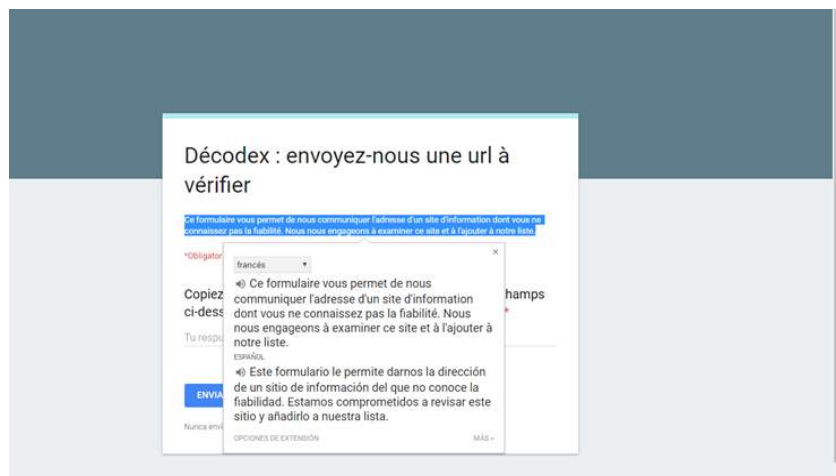 Décodex : envoyez-nous une url à
vérifier
Ce formulaire vous permet de nous communiquer l'adresse d'un site d'information dont vous ne
connaissez pas la fiabilité. Nous nous engageons à examiner ce site et à l'ajouter à notre liste.
*Obligator
francés
×
Ce formulaire vous permet de nous
communiquer l'adresse d'un site d'information
dont vous ne connaissez pas la fiabilité. Nous
nous engageons à examiner ce site et à l'ajouter à
notre liste.
ESPAÑOL
Este formulario le permite darnos la dirección
de un sitio de información del que no conoce la
fiabilidad. Estamos comprometidos a revisar este
sitio y añadirlo a nuestra lista.
OPCIONES DE EXTENSIÓN MÁS »
Copiez hamps
ci-dess *
Tu respu
ENVIA
Nunca enví